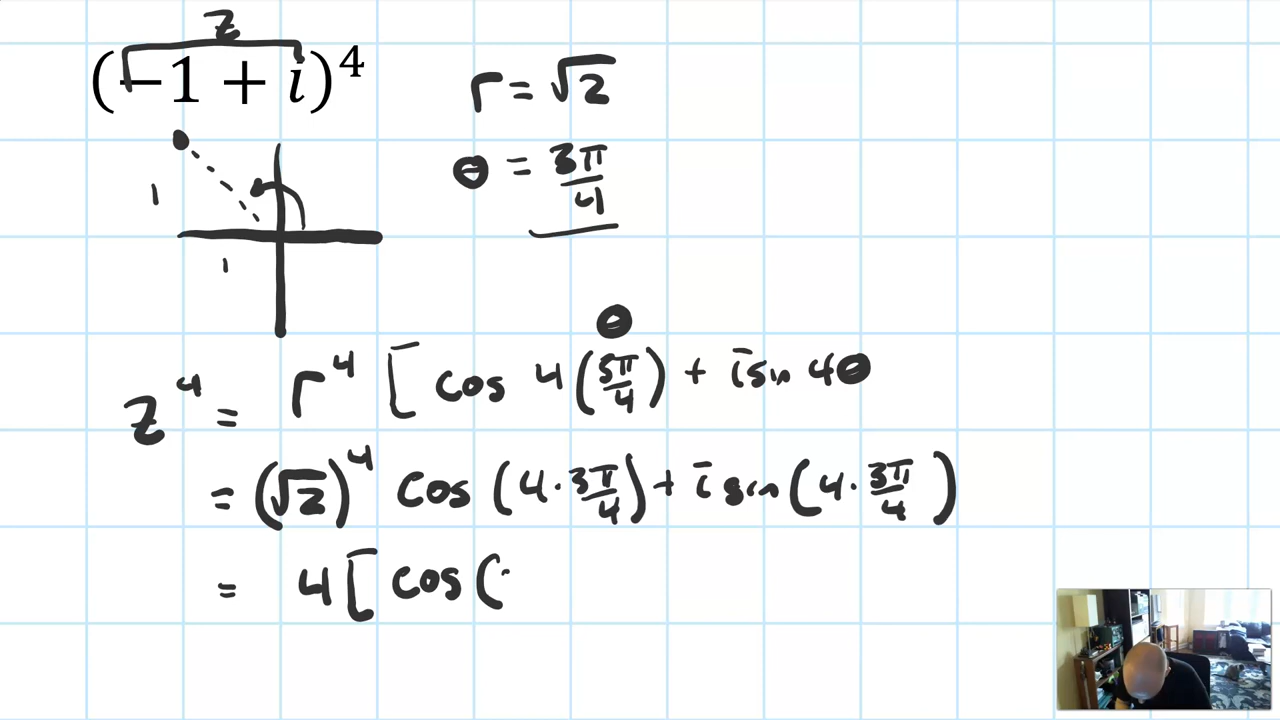 z
(-1 + i)⁴
r = √2
θ = 3π/4
1
1
θ
z⁴ = r⁴ [ cos 4(3π/4) + i sin 4θ
= (√2)⁴ cos (4 · 3π/4) + i sin (4 · 3π/4)
= 4 [ cos (